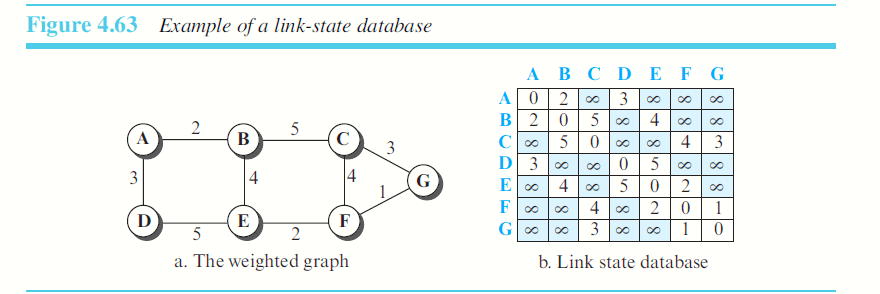 Figure 4.63 Example of a link-state database
A B C D E F G
A 0 2 ∞ 3 ∞ ∞ ∞
B 2 0 5 ∞ 4 ∞ ∞
C ∞ 5 0 ∞ ∞ 4 3
D 3 ∞ ∞ 0 5 ∞ ∞
E ∞ 4 ∞ 5 0 2 ∞
F ∞ ∞ 4 ∞ 2 0 1
G ∞ ∞ 3 ∞ ∞ 1 0
2 5
A B C 3
3 4 4 1 G
D E F
5 2
a. The weighted graph
b. Link state database